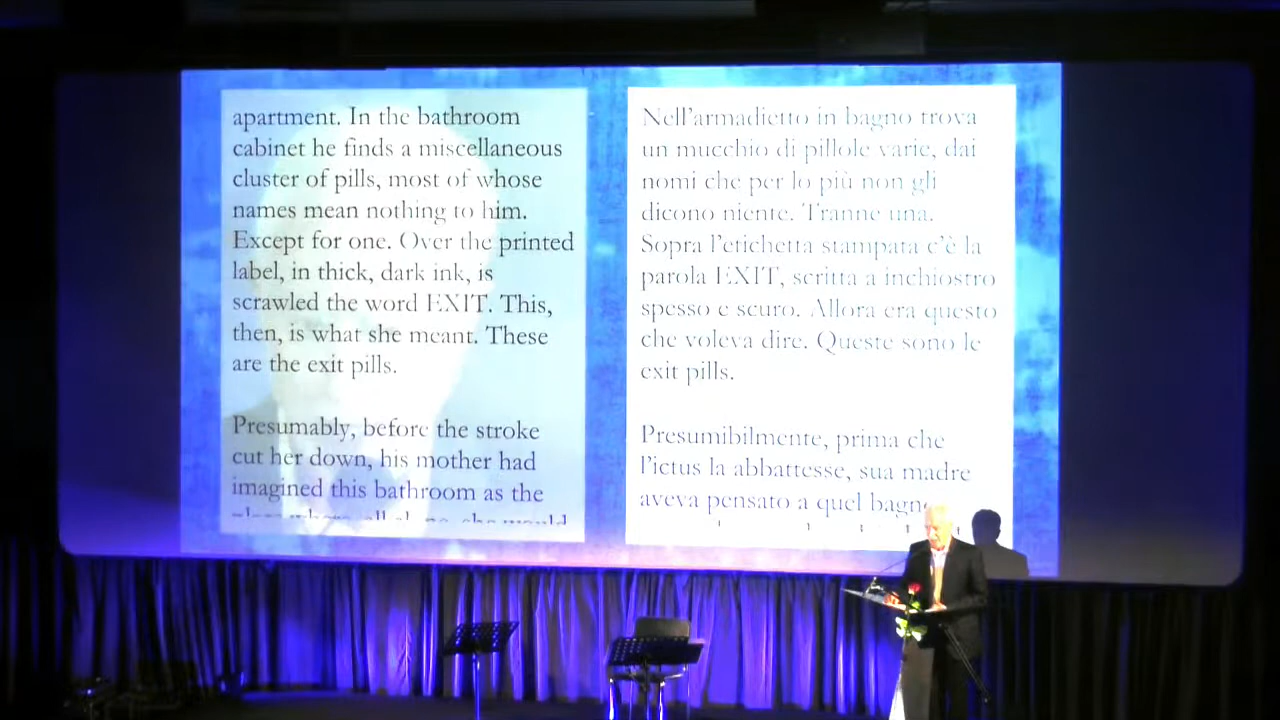 apartment. In the bathroom
cabinet he finds a miscellaneous
cluster of pills, most of whose
names mean nothing to him.
Except for one. Over the printed
label, in thick, dark ink, is
scrawled the word EXIT. This,
then, is what she meant. These
are the exit pills.
Presumably, before the stroke
cut her down, his mother had
imagined this bathroom as the
Nell'armadietto in bagno trova
un mucchio di pillole varie, dai
nomi che per lo più non gli
dicono niente. Tranne una.
Sopra l'etichetta stampata c'è la
parola EXIT, scritta a inchiostro
spesso e scuro. Allora era questo
che voleva dire. Queste sono le
exit pills.
Presumibilmente, prima che
l'ictus la abbattesse, sua madre
aveva pensato a quel bagno